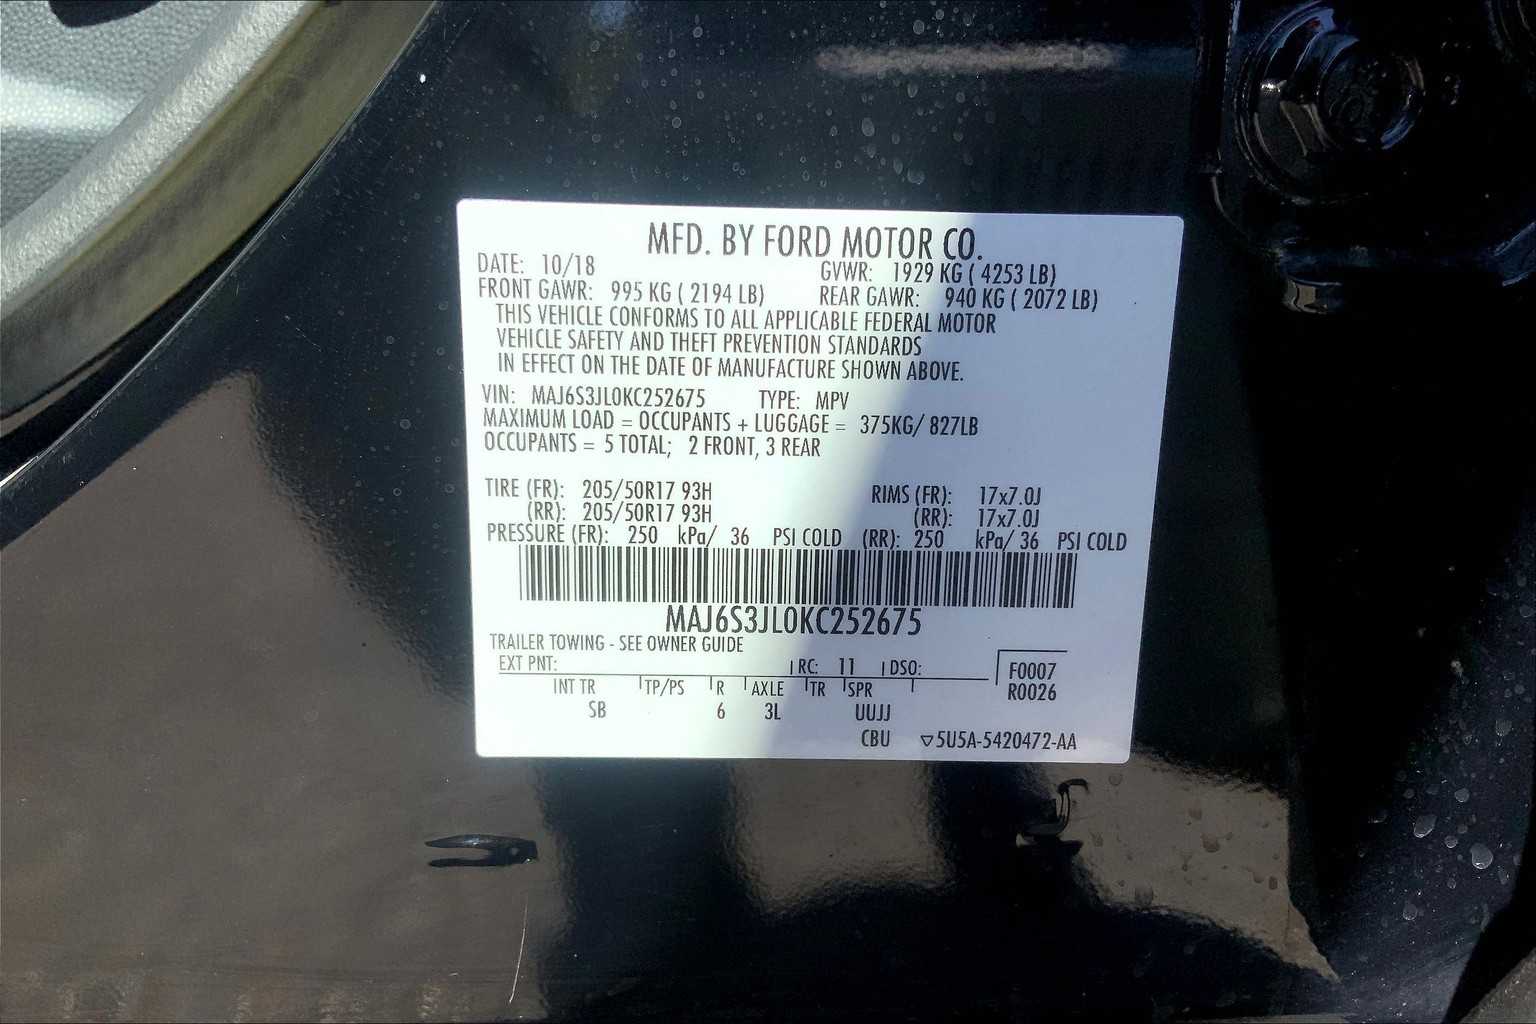 MFD. BY FORD MOTOR CO.
DATE: 10/18 GVWR: 1929 KG ( 4253 LB)
FRONT GAWR: 995 KG ( 2194 LB) REAR GAWR: 940 KG ( 2072 LB)
THIS VEHICLE CONFORMS TO ALL APPLICABLE FEDERAL MOTOR
VEHICLE SAFETY AND THEFT PREVENTION STANDARDS
IN EFFECT ON THE DATE OF MANUFACTURE SHOWN ABOVE.
VIN: MAJ6S3JL0KC252675 TYPE: MPV
MAXIMUM LOAD = OCCUPANTS + LUGGAGE = 375KG/ 827LB
OCCUPANTS = 5 TOTAL; 2 FRONT, 3 REAR
TIRE (FR): 205/50R17 93H RIMS (FR): 17x7.0J
(RR): 205/50R17 93H (RR): 17x7.0J
PRESSURE (FR): 250 kPa/ 36 PSI COLD (RR): 250 kPa/ 36 PSI COLD
MAJ6S3JL0KC252675
TRAILER TOWING - SEE OWNER GUIDE
EXT PNT: RC: 11 DSO: F0007
R0026
INT TR TP/PS R AXLE TR SPR
SB 6 3L UUJJ
CBU ▽5U5A-5420472-AA